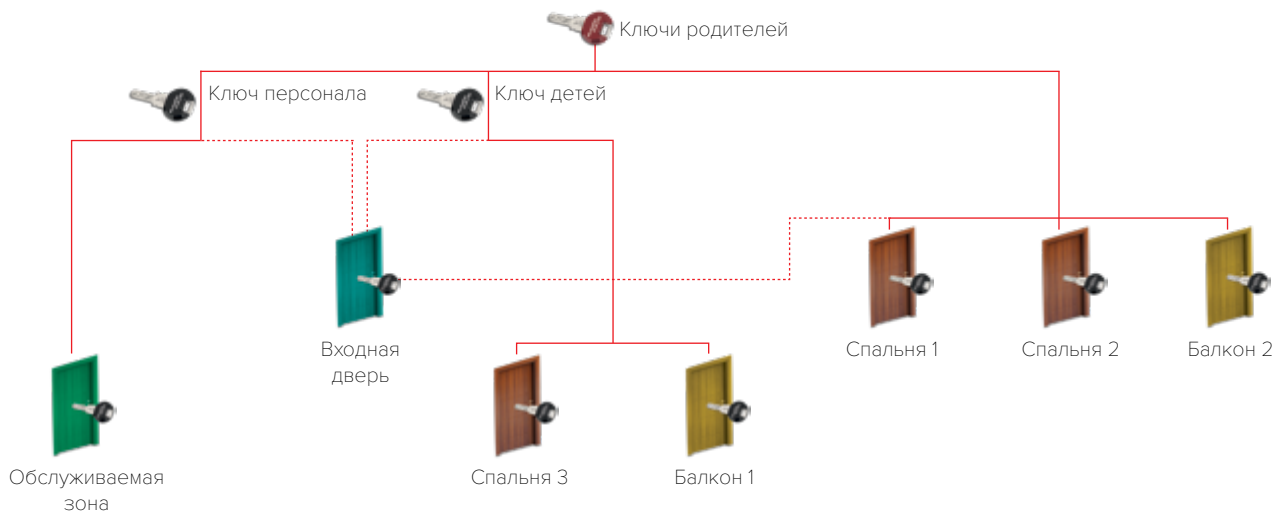 Ключи родителей
Ключ персонала
Ключ детей
Входная
дверь
Спальня 1
Спальня 2
Балкон 2
Обслуживаемая
зона
Спальня 3
Балкон 1